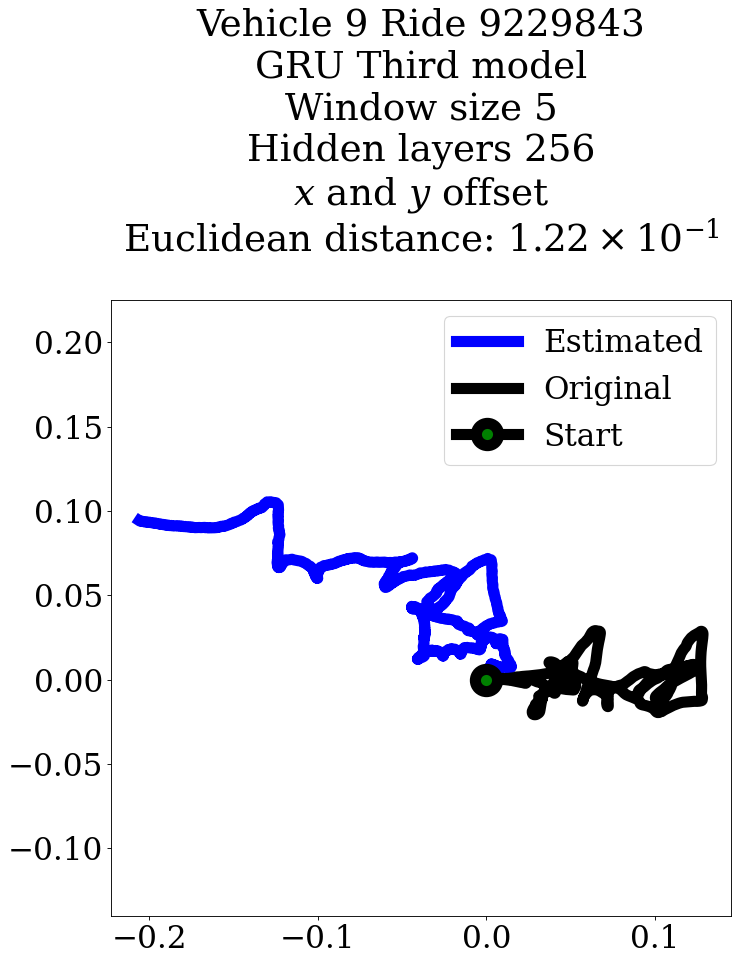 Vehicle 9 Ride 9229843
GRU Third model
Window size 5
Hidden layers 256
x and y offset
Euclidean distance: 1.22 × 10⁻¹
Estimated
Original
Start
0.20
0.15
0.10
0.05
0.00
−0.05
−0.10
−0.2 −0.1 0.0 0.1